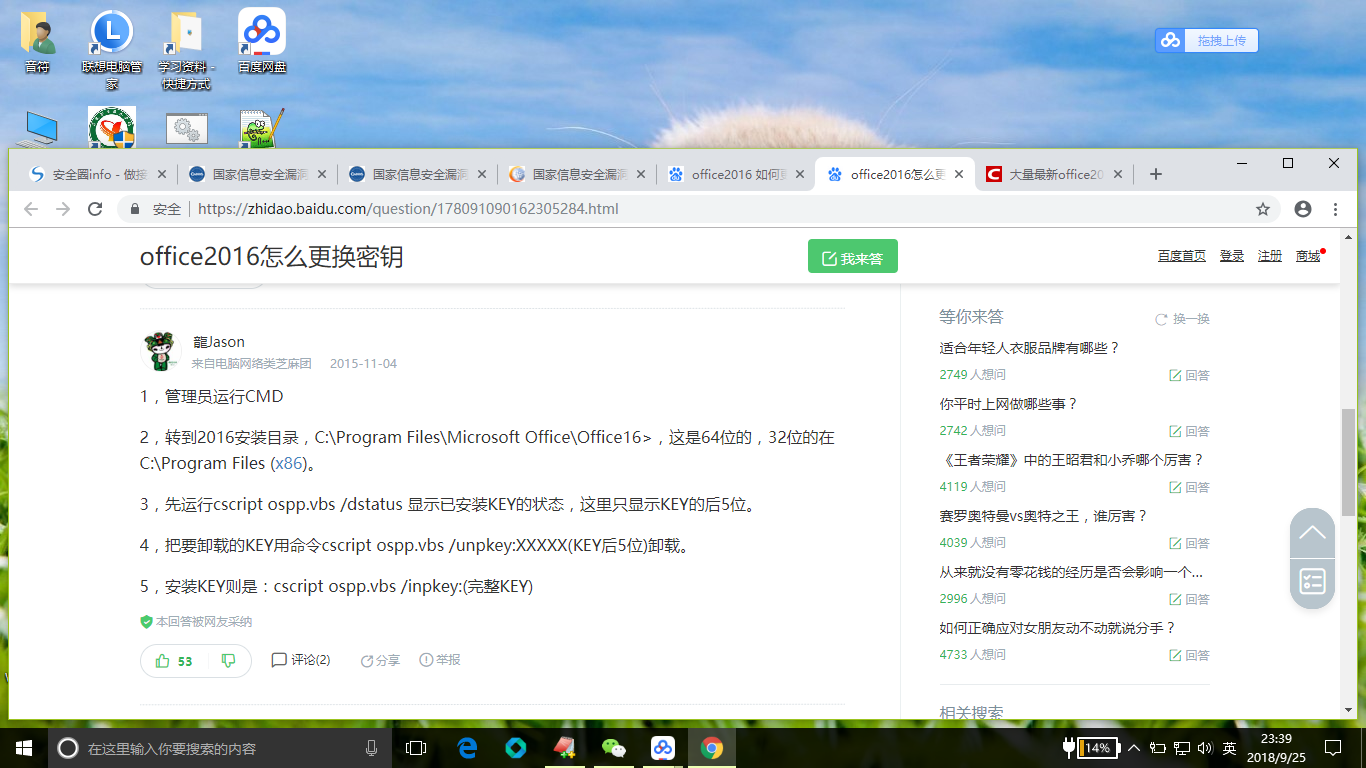 音符
联想电脑管
家
学习资料 -
快捷方式
百度网盘
拖拽上传
安全圈info - 做接
国家信息安全漏洞
国家信息安全漏洞
国家信息安全漏洞
office2016 如何更
office2016怎么更
大量最新office20
安全
https://zhidao.baidu.com/question/178091090162305284.html
office2016怎么更换密钥
我来答
百度首页 登录 注册 商城
龍Jason
来自电脑网络类芝麻团 2015-11-04
1，管理员运行CMD
2，转到2016安装目录，C:\Program Files\Microsoft Office\Office16>，这是64位的，32位的在
C:\Program Files (x86)。
3，先运行cscript ospp.vbs /dstatus 显示已安装KEY的状态，这里只显示KEY的后5位。
4，把要卸载的KEY用命令cscript ospp.vbs /unpkey:XXXXX(KEY后5位)卸载。
5，安装KEY则是：cscript ospp.vbs /inpkey:(完整KEY)
本回答被网友采纳
53
评论(2) 分享 举报
等你来答 换一换
适合年轻人衣服品牌有哪些？
2749 人想问 回答
你平时上网做哪些事？
2742 人想问 回答
《王者荣耀》中的王昭君和小乔哪个厉害？
4119 人想问 回答
赛罗奥特曼vs奥特之王，谁厉害？
4039 人想问 回答
从来就没有零花钱的经历是否会影响一个...
2996 人想问 回答
如何正确应对女朋友动不动就说分手？
4733 人想问 回答
相关搜索
在这里输入你要搜索的内容
14%
英
23:39
2018/9/25